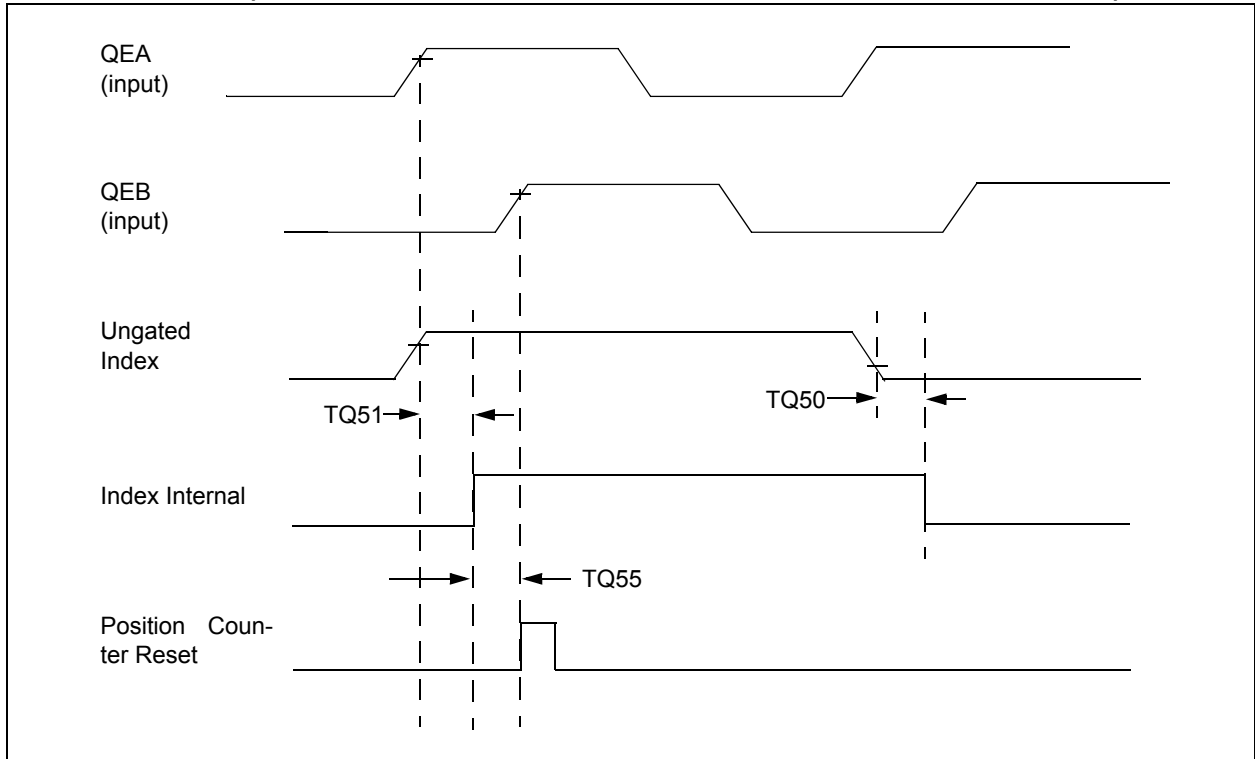 QEA
(input)
QEB
(input)
Ungated
Index
TQ51
TQ50
Index Internal
TQ55
Position Coun-
ter Reset